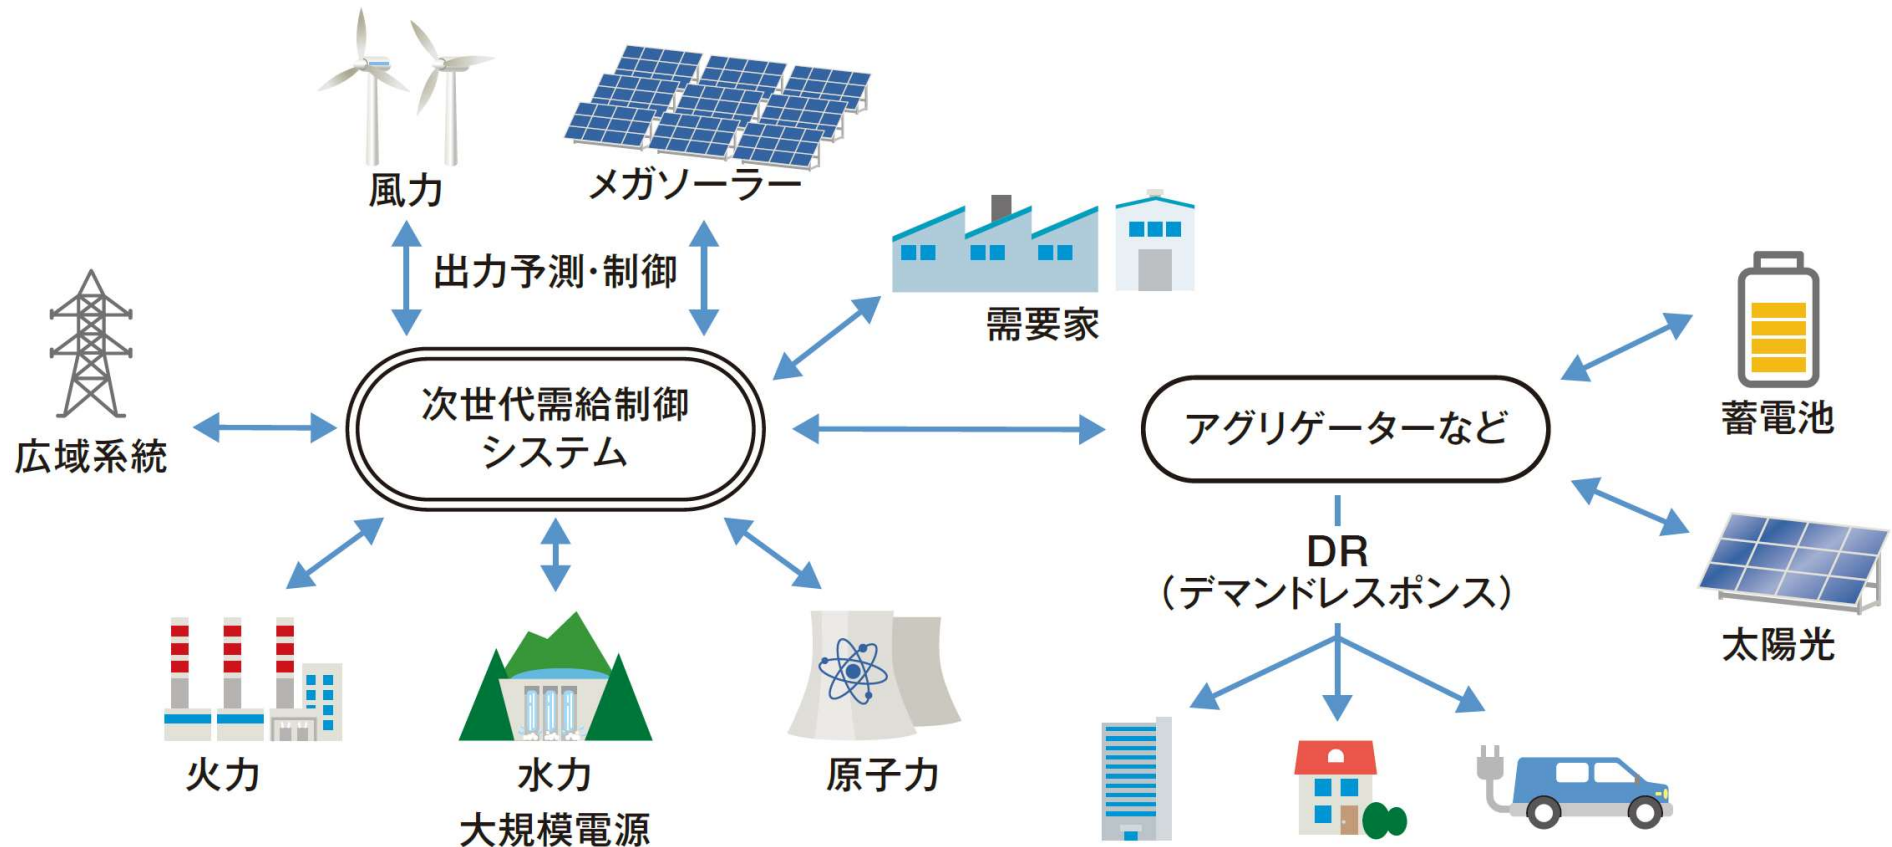 風力
メガソーラー
出力予測・制御
需要家
広域系統
次世代需給制御
システム
アグリゲーターなど
蓄電池
DR
（デマンドレスポンス）
太陽光
火力
水力
原子力
大規模電源